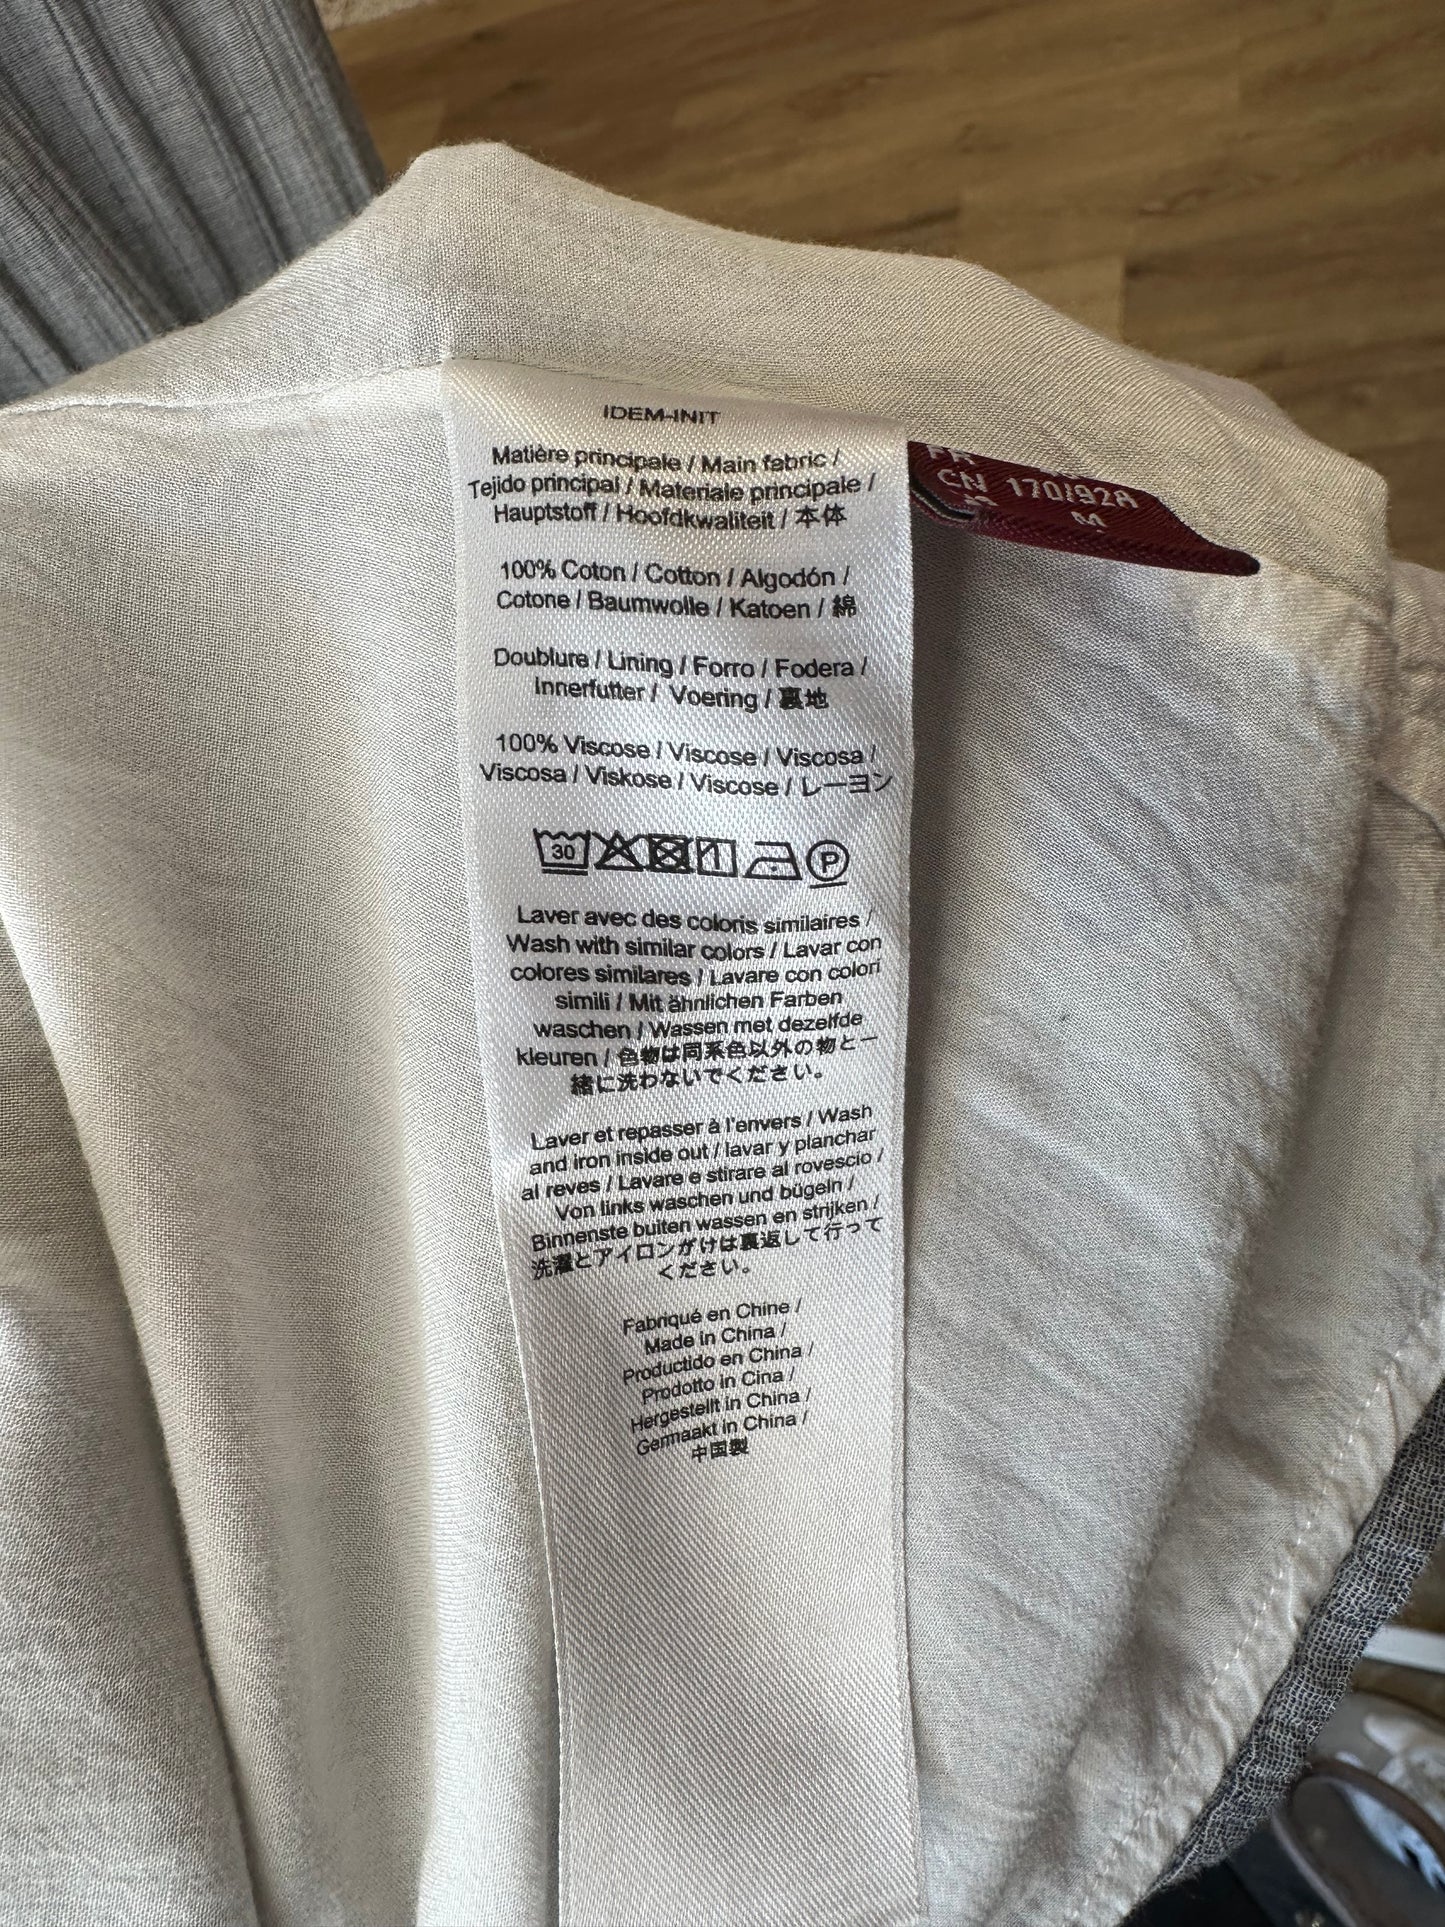 IDEM-INIT
Matière principale / Main fabric /
Tejido principal / Materiale principale /
Hauptstoff / Hoofdkwaliteit / 本体
100% Coton / Cotton / Algodón /
Cotone / Baumwolle / Katoen / 綿
Doublure / Lining / Forro / Fodera /
Innerfutter / Voering / 裏地
100% Viscose / Viscose / Viscosa /
Viscosa / Viskose / Viscose / レーヨン
30 P
Laver avec des coloris similaires /
Wash with similar colors / Lavar con
colores similares / Lavare con colori
simili / Mit ähnlichen Farben
waschen / Wassen met dezelfde
kleuren / 色物は同系色以外の物と一
緒に洗わないでください。
Laver et repasser à l'envers / Wash
and iron inside out / lavar y planchar
al reves / Lavare e stirare al rovescio /
Von links waschen und bügeln /
Binnenste buiten wassen en strijken /
洗濯とアイロンがけは裏返して行って
ください。
Fabriqué en Chine /
Made in China /
Productido en China /
Prodotto in Cina /
Hergestellt in China /
Germaakt in China /
中国製
FR
CN 170/92A
M